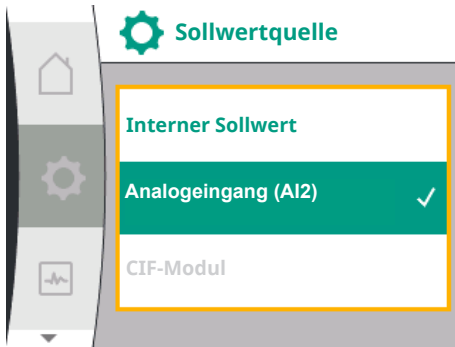 Sollwertquelle
Interner Sollwert
Analogeingang (AI2)
CIF-Modul